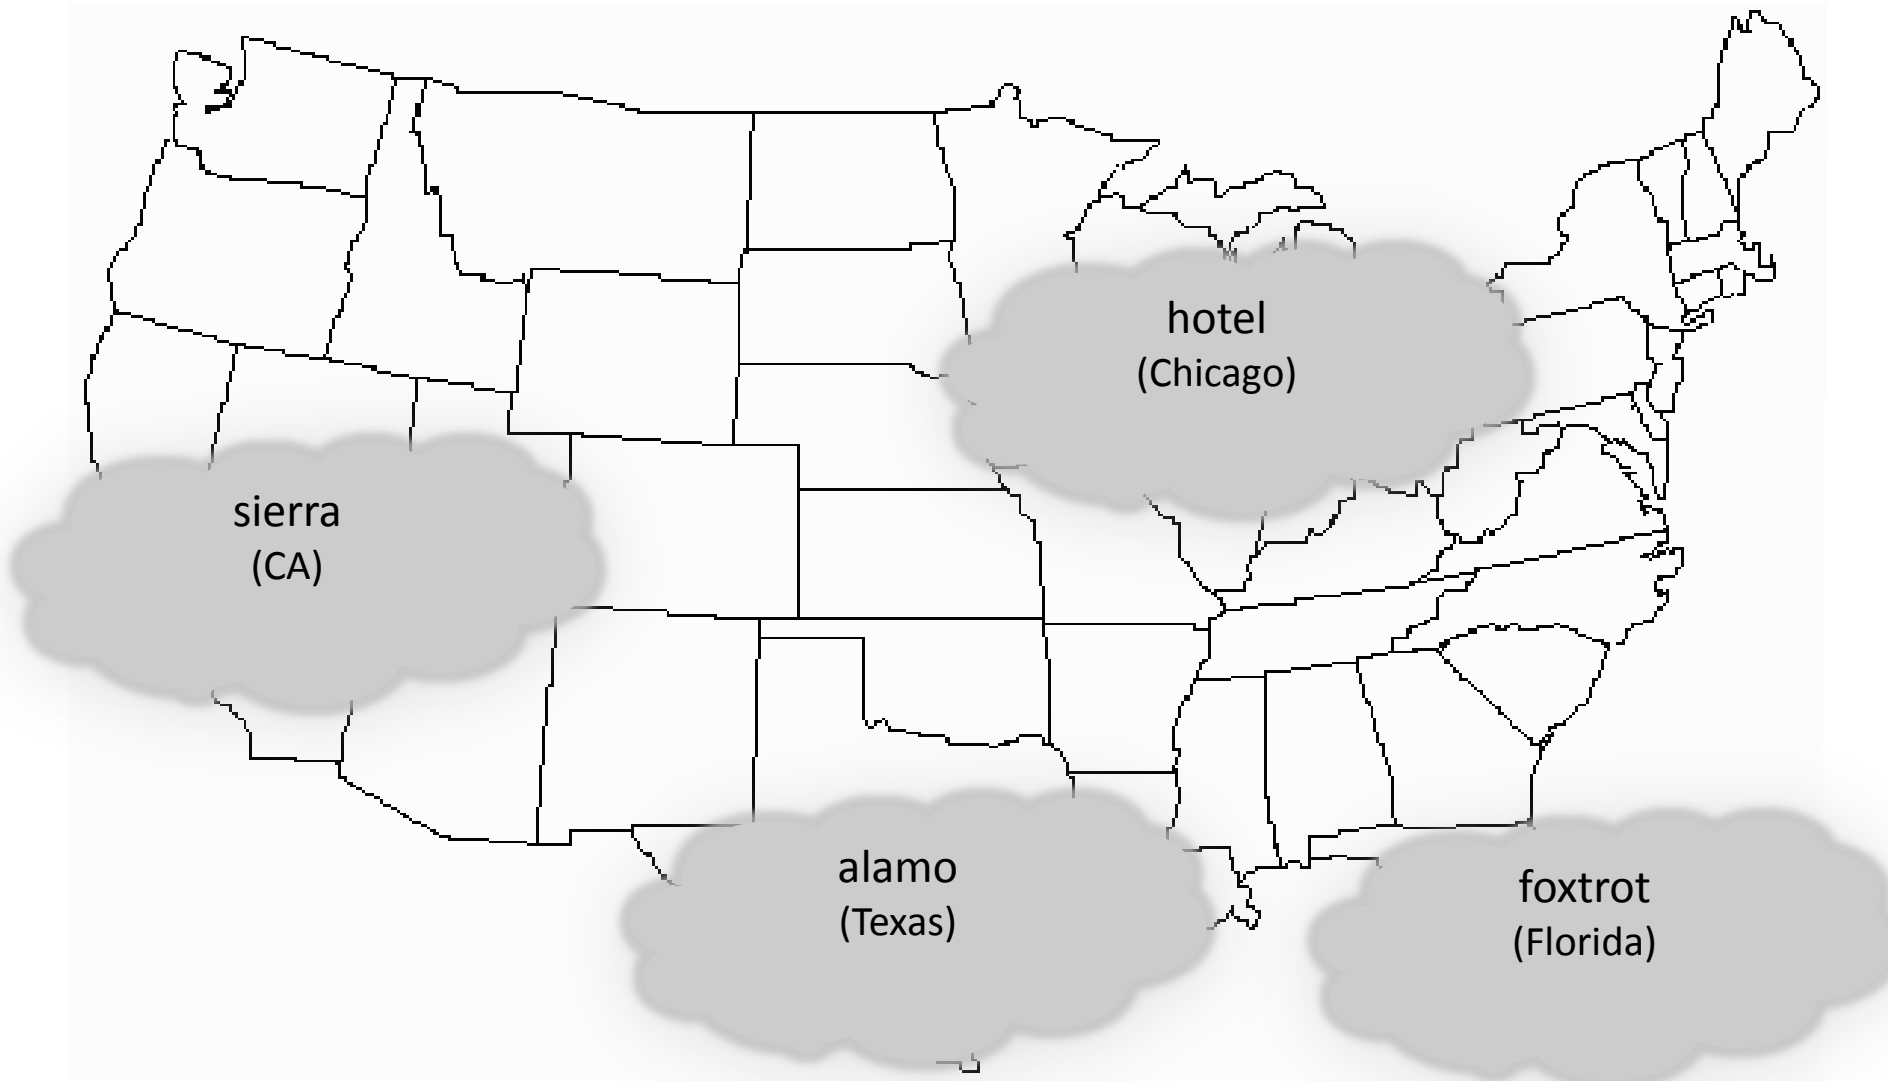 hotel
(Chicago)
sierra
(CA)
alamo
(Texas)
foxtrot
(Florida)